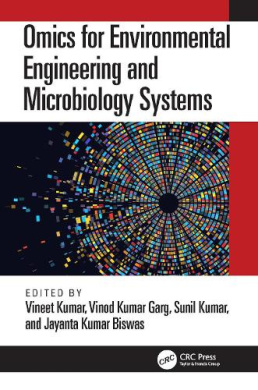 Omics for Environmental
Engineering and
Microbiology Systems
EDITED BY
Vineet Kumar, Vinod Kumar Garg, Sunil Kumar,
and Jayanta Kumar Biswas
CRC
CRC Press
Taylor & Francis Group